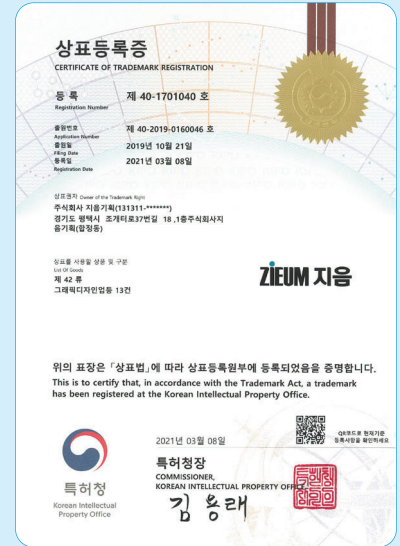 상표등록증
CERTIFICATE OF TRADEMARK REGISTRATION
등 록 제 40-1701040 호
Registration Number
출원번호 제 40-2019-0160046 호
Application Number
출원일 2019년 10월 21일
Filing Date
등록일 2021년 03월 08일
Registration Date
상표권자 Owner of the Trademark Right
주식회사 지음기획(131311-*******)
경기도 평택시 조개터로37번길 18 ,1층주식회사지
음기획(합정동)
상표를 사용할 상품 및 구분
List Of Goods
제 42 류
그래픽디자인업등 13건
ZIEUM 지음
위의 표장은 「상표법」에 따라 상표등록원부에 등록되었음을 증명합니다.
This is to certify that, in accordance with the Trademark Act, a trademark
has been registered at the Korean Intellectual Property Office.
2021년 03월 08일
QR코드로 현재기준
등록사항을 확인하세요
특허청장
COMMISSIONER,
KOREAN INTELLECTUAL PROPERTY OFFICE
김용래
특허청
Korean Intellectual
Property Office